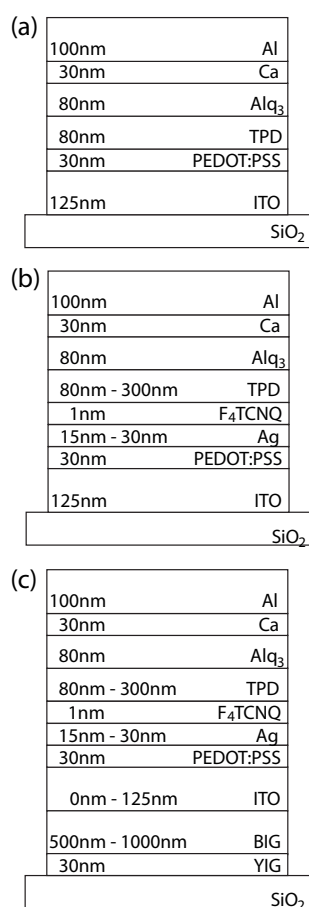 (a)
100nm Al
30nm Ca
80nm Alq₃
80nm TPD
30nm PEDOT:PSS
125nm ITO
SiO₂
(b)
100nm Al
30nm Ca
80nm Alq₃
80nm - 300nm TPD
1nm F₄TCNQ
15nm - 30nm Ag
30nm PEDOT:PSS
125nm ITO
SiO₂
(c)
100nm Al
30nm Ca
80nm Alq₃
80nm - 300nm TPD
1nm F₄TCNQ
15nm - 30nm Ag
30nm PEDOT:PSS
0nm - 125nm ITO
500nm - 1000nm BIG
30nm YIG
SiO₂